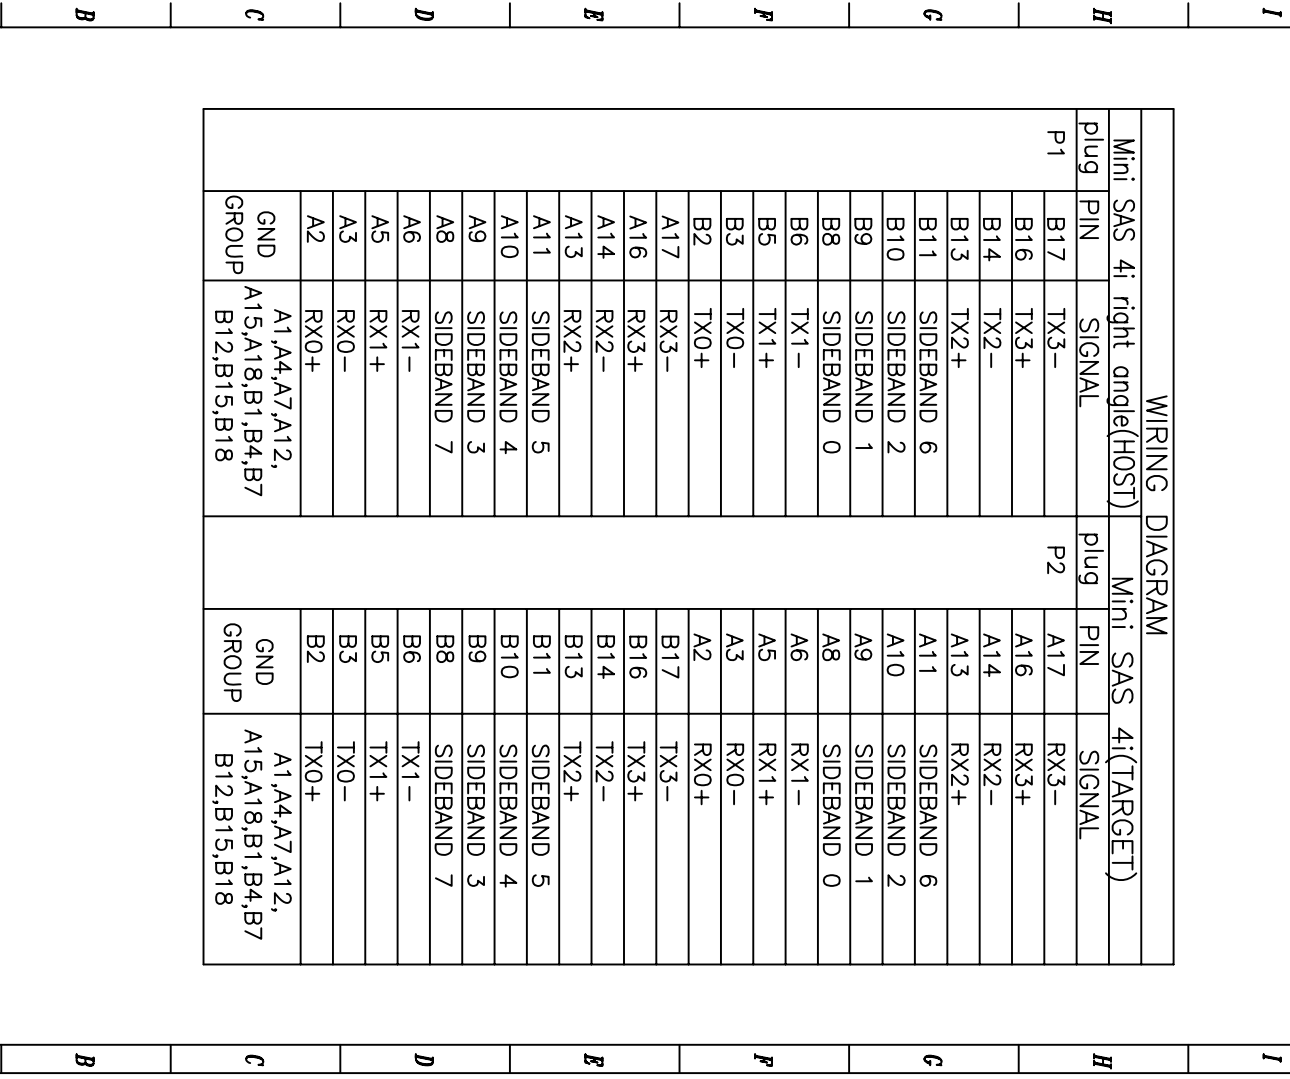 B C D E F G H I
WIRING DIAGRAM
Mini SAS 4i right angle(HOST) Mini SAS 4i(TARGET)
plug PIN SIGNAL plug PIN SIGNAL
P1 B17 TX3- P2 A17 RX3-
B16 TX3+ A16 RX3+
B14 TX2- A14 RX2-
B13 TX2+ A13 RX2+
B11 SIDEBAND 6 A11 SIDEBAND 6
B10 SIDEBAND 2 A10 SIDEBAND 2
B9 SIDEBAND 1 A9 SIDEBAND 1
B8 SIDEBAND 0 A8 SIDEBAND 0
B6 TX1- A6 RX1-
B5 TX1+ A5 RX1+
B3 TX0- A3 RX0-
B2 TX0+ A2 RX0+
A17 RX3- B17 TX3-
A16 RX3+ B16 TX3+
A14 RX2- B14 TX2-
A13 RX2+ B13 TX2+
A11 SIDEBAND 5 B11 SIDEBAND 5
A10 SIDEBAND 4 B10 SIDEBAND 4
A9 SIDEBAND 3 B9 SIDEBAND 3
A8 SIDEBAND 7 B8 SIDEBAND 7
A6 RX1- B6 TX1-
A5 RX1+ B5 TX1+
A3 RX0- B3 TX0-
A2 RX0+ B2 TX0+
GND GROUP A1,A4,A7,A12, GND GROUP A1,A4,A7,A12,
A15,A18,B1,B4,B7 A15,A18,B1,B4,B7
B12,B15,B18 B12,B15,B18
B C D E F G H I